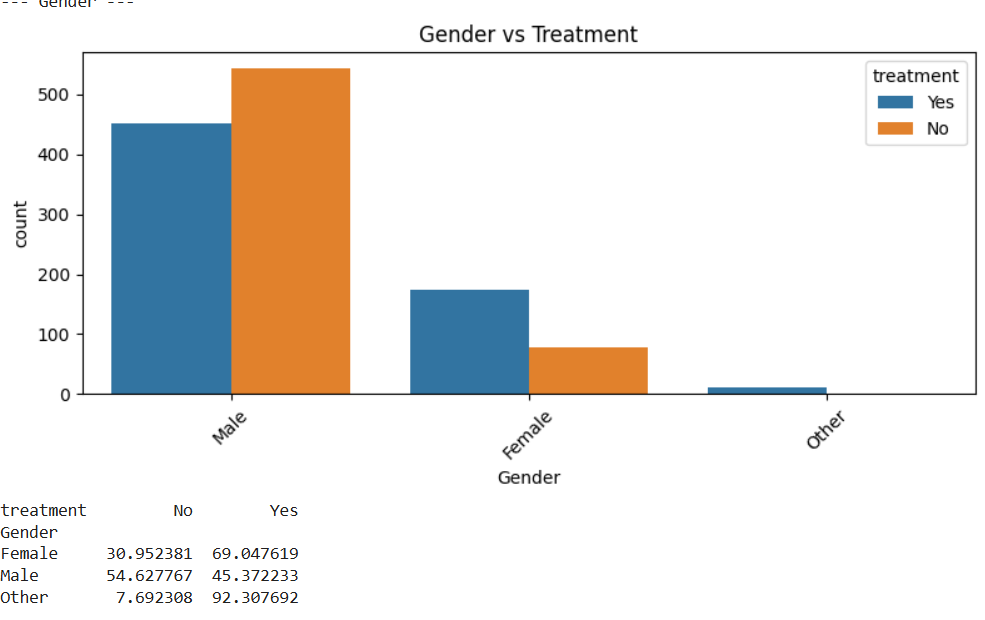 --- Gender ---
Gender vs Treatment
treatment
Yes
No
count
500
400
300
200
100
0
Male
Female
Other
Gender
treatment No Yes
Gender
Female 30.952381 69.047619
Male 54.627767 45.372233
Other 7.692308 92.307692